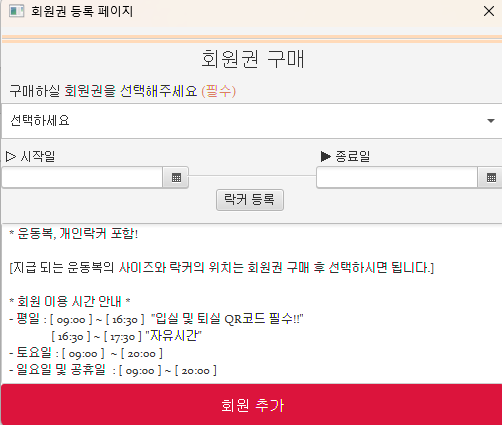 회원권 등록 페이지
회원권 구매
구매하실 회원권을 선택해주세요 (필수)
선택하세요
▷ 시작일 ▶ 종료일
락커 등록
* 운동복, 개인락커 포함!
[지급 되는 운동복의 사이즈와 락커의 위치는 회원권 구매 후 선택하시면 됩니다.]
* 회원 이용 시간 안내 *
- 평일 : [ 09:00 ] ~ [ 16:30 ] "입실 및 퇴실 QR코드 필수!!"
[ 16:30 ] ~ [ 17:30 ] "자유시간"
- 토요일 : [ 09:00 ] ~ [ 20:00 ]
- 일요일 및 공휴일 : [ 09:00 ] ~ [ 20:00 ]
회원 추가